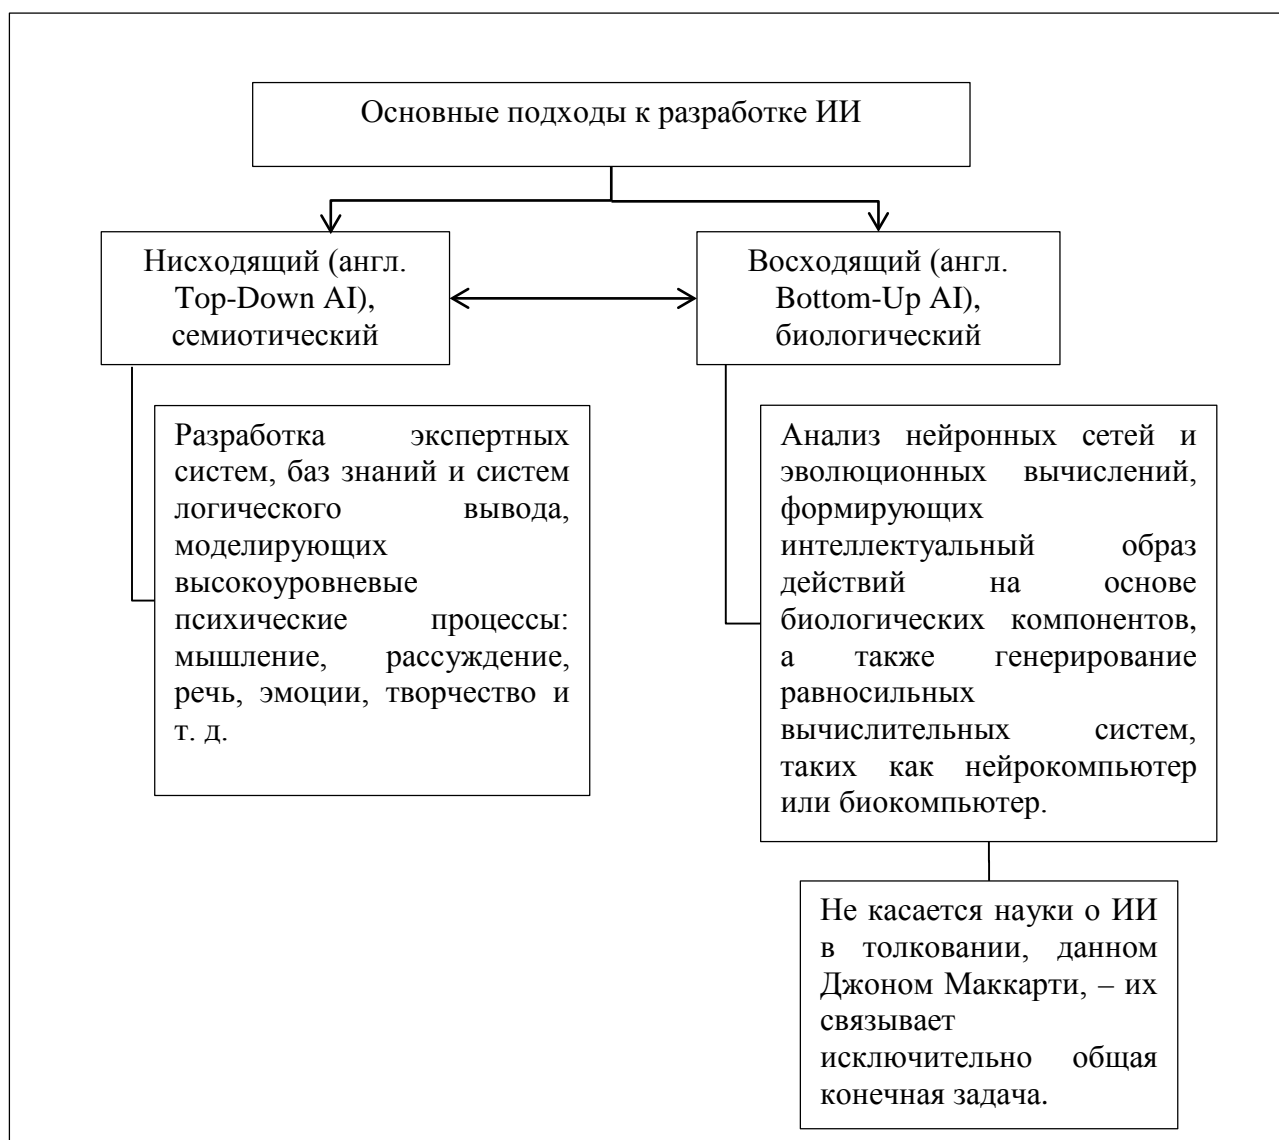 Основные подходы к разработке ИИ
Нисходящий (англ.
Top-Down AI),
семиотический
Восходящий (англ.
Bottom-Up AI),
биологический
Разработка экспертных
систем, баз знаний и систем
логического вывода,
моделирующих
высокоуровневые
психические процессы:
мышление, рассуждение,
речь, эмоции, творчество и
т. д.
Анализ нейронных сетей и
эволюционных вычислений,
формирующих
интеллектуальный образ
действий на основе
биологических компонентов,
а также генерирование
равносильных
вычислительных систем,
таких как нейрокомпьютер
или биокомпьютер.
Не касается науки о ИИ
в толковании, данном
Джоном Маккарти, – их
связывает
исключительно общая
конечная задача.